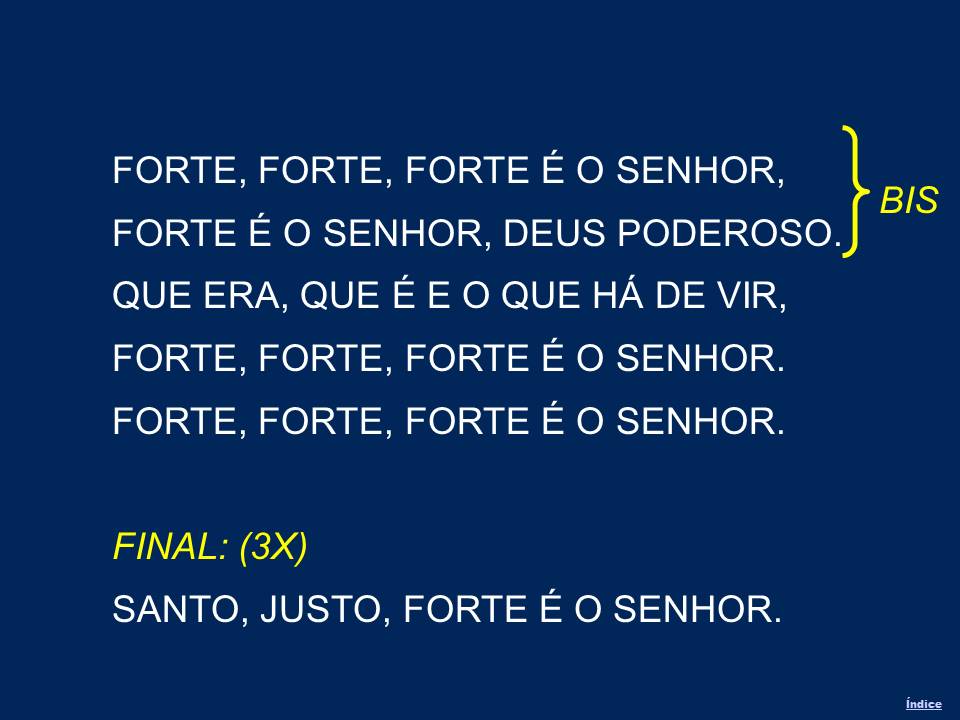 FORTE, FORTE, FORTE É O SENHOR,
BIS
FORTE É O SENHOR, DEUS PODEROSO.
QUE ERA, QUE É E O QUE HÁ DE VIR,
FORTE, FORTE, FORTE É O SENHOR.
FORTE, FORTE, FORTE É O SENHOR.
FINAL: (3X)
SANTO, JUSTO, FORTE É O SENHOR.
Índice